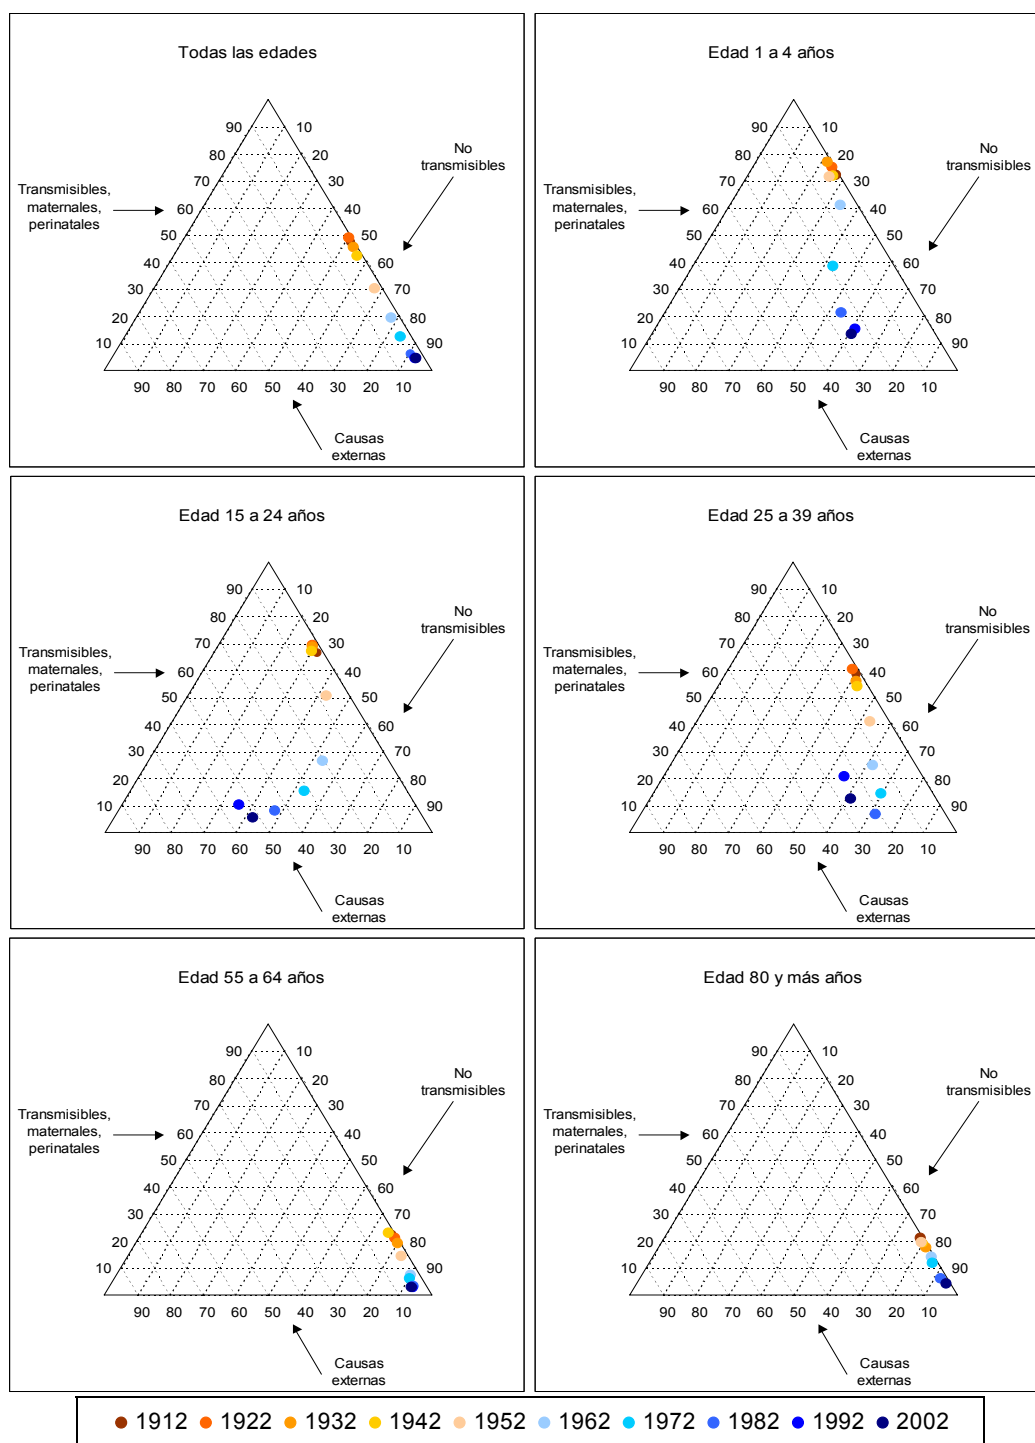 Todas las edades
90 10
80 20
70 30
60 40
50 50
40 60
30 70
20 80
10 90
90 80 70 60 50 40 30 20 10
Transmisibles,
maternales,
perinatales
No
transmisibles
Causas
externas
Edad 1 a 4 años
90 10
80 20
70 30
60 40
50 50
40 60
30 70
20 80
10 90
90 80 70 60 50 40 30 20 10
Transmisibles,
maternales,
perinatales
No
transmisibles
Causas
externas
Edad 15 a 24 años
90 10
80 20
70 30
60 40
50 50
40 60
30 70
20 80
10 90
90 80 70 60 50 40 30 20 10
Transmisibles,
maternales,
perinatales
No
transmisibles
Causas
externas
Edad 25 a 39 años
90 10
80 20
70 30
60 40
50 50
40 60
30 70
20 80
10 90
90 80 70 60 50 40 30 20 10
Transmisibles,
maternales,
perinatales
No
transmisibles
Causas
externas
Edad 55 a 64 años
90 10
80 20
70 30
60 40
50 50
40 60
30 70
20 80
10 90
90 80 70 60 50 40 30 20 10
Transmisibles,
maternales,
perinatales
No
transmisibles
Causas
externas
Edad 80 y más años
90 10
80 20
70 30
60 40
50 50
40 60
30 70
20 80
10 90
90 80 70 60 50 40 30 20 10
Transmisibles,
maternales,
perinatales
No
transmisibles
Causas
externas
1912 1922 1932 1942 1952 1962 1972 1982 1992 2002